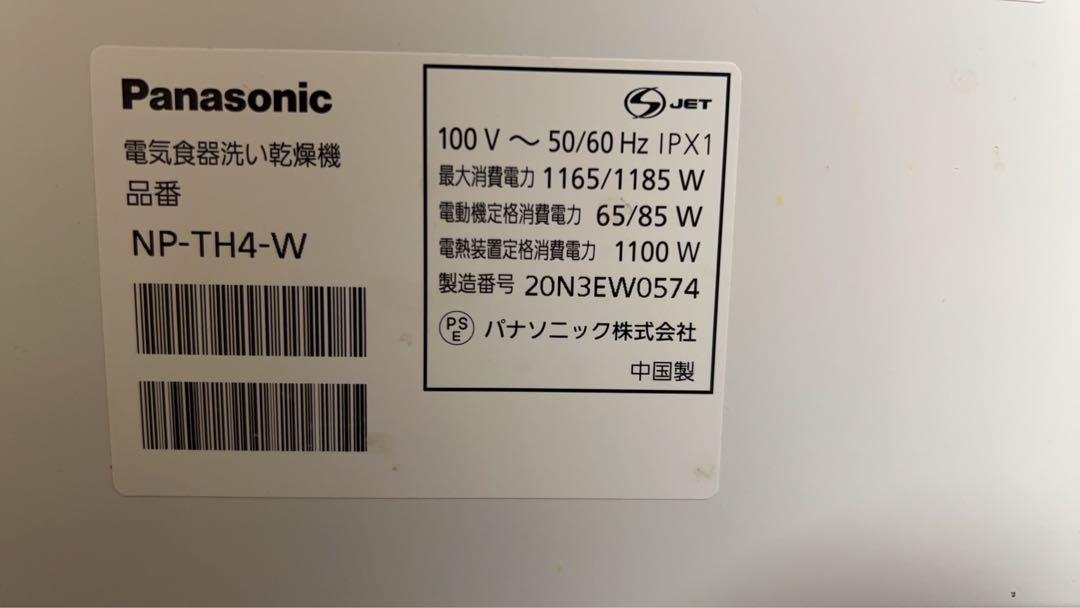 Panasonic
電気食器洗い乾燥機
品番
NP-TH4-W
JET
100 V ～ 50/60 Hz IPX1
最大消費電力 1165/1185 W
電動機定格消費電力 65/85 W
電熱装置定格消費電力 1100 W
製造番号 20N3EW0574
PS E パナソニック株式会社
中国製